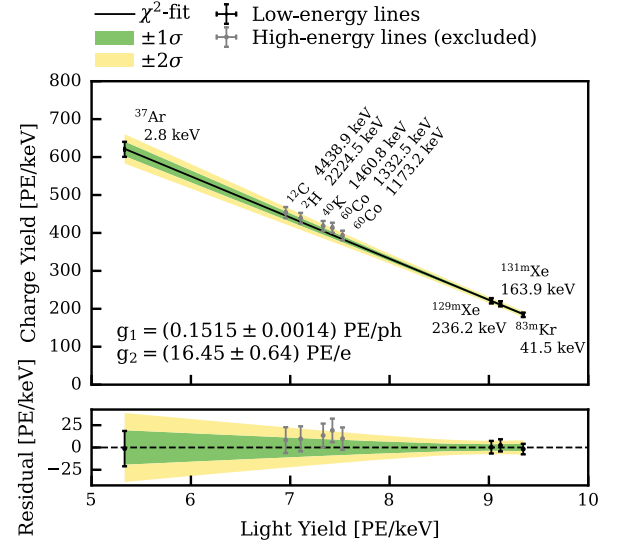 χ²-fit
±1σ
±2σ
Low-energy lines
High-energy lines (excluded)
Charge Yield [PE/keV]
800
700
600
500
400
300
200
100
0
³⁷Ar
2.8 keV
¹²C 4438.9 keV
²H 2224.5 keV
⁴⁰K 1460.8 keV
⁶⁰Co 1332.5 keV
⁶⁰Co 1173.2 keV
¹³¹ᵐXe
163.9 keV
¹²⁹ᵐXe
236.2 keV
⁸³ᵐKr
41.5 keV
g₁ = (0.1515 ± 0.0014) PE/ph
g₂ = (16.45 ± 0.64) PE/e
Residual [PE/keV]
25
0
−25
5 6 7 8 9 10
Light Yield [PE/keV]